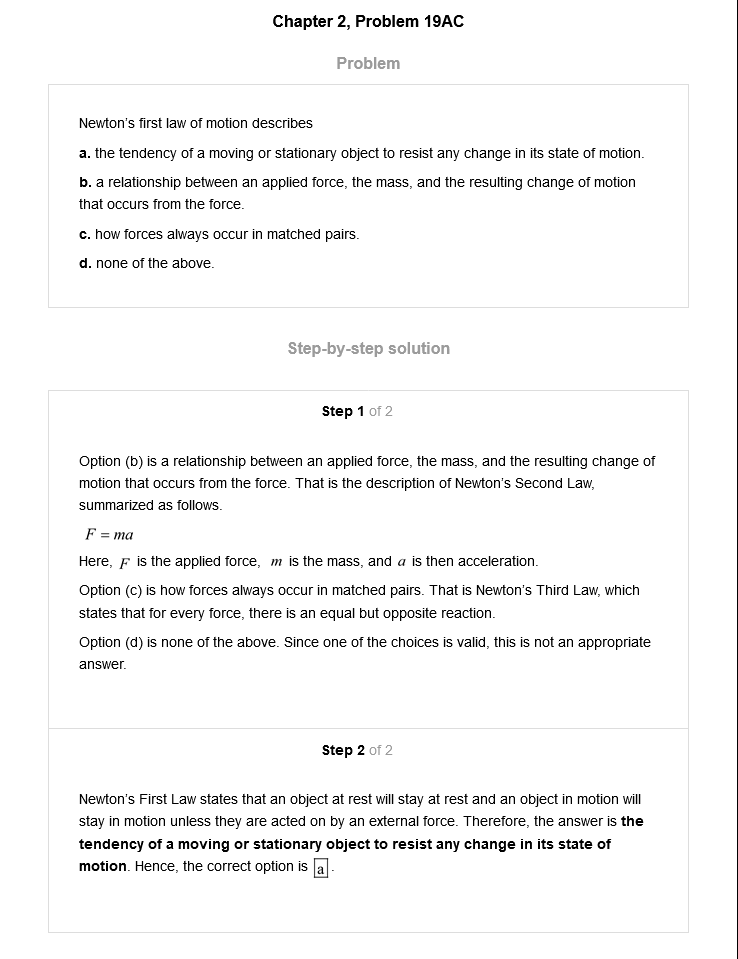 Chapter 2, Problem 19AC
Problem
Newton's first law of motion describes
a. the tendency of a moving or stationary object to resist any change in its state of motion.
b. a relationship between an applied force, the mass, and the resulting change of motion
that occurs from the force.
c. how forces always occur in matched pairs.
d. none of the above.
Step-by-step solution
Step 1 of 2
Option (b) is a relationship between an applied force, the mass, and the resulting change of
motion that occurs from the force. That is the description of Newton's Second Law,
summarized as follows.
F = ma
Here, F is the applied force, m is the mass, and a is then acceleration.
Option (c) is how forces always occur in matched pairs. That is Newton's Third Law, which
states that for every force, there is an equal but opposite reaction.
Option (d) is none of the above. Since one of the choices is valid, this is not an appropriate
answer.
Step 2 of 2
Newton's First Law states that an object at rest will stay at rest and an object in motion will
stay in motion unless they are acted on by an external force. Therefore, the answer is the
tendency of a moving or stationary object to resist any change in its state of
motion. Hence, the correct option is a.